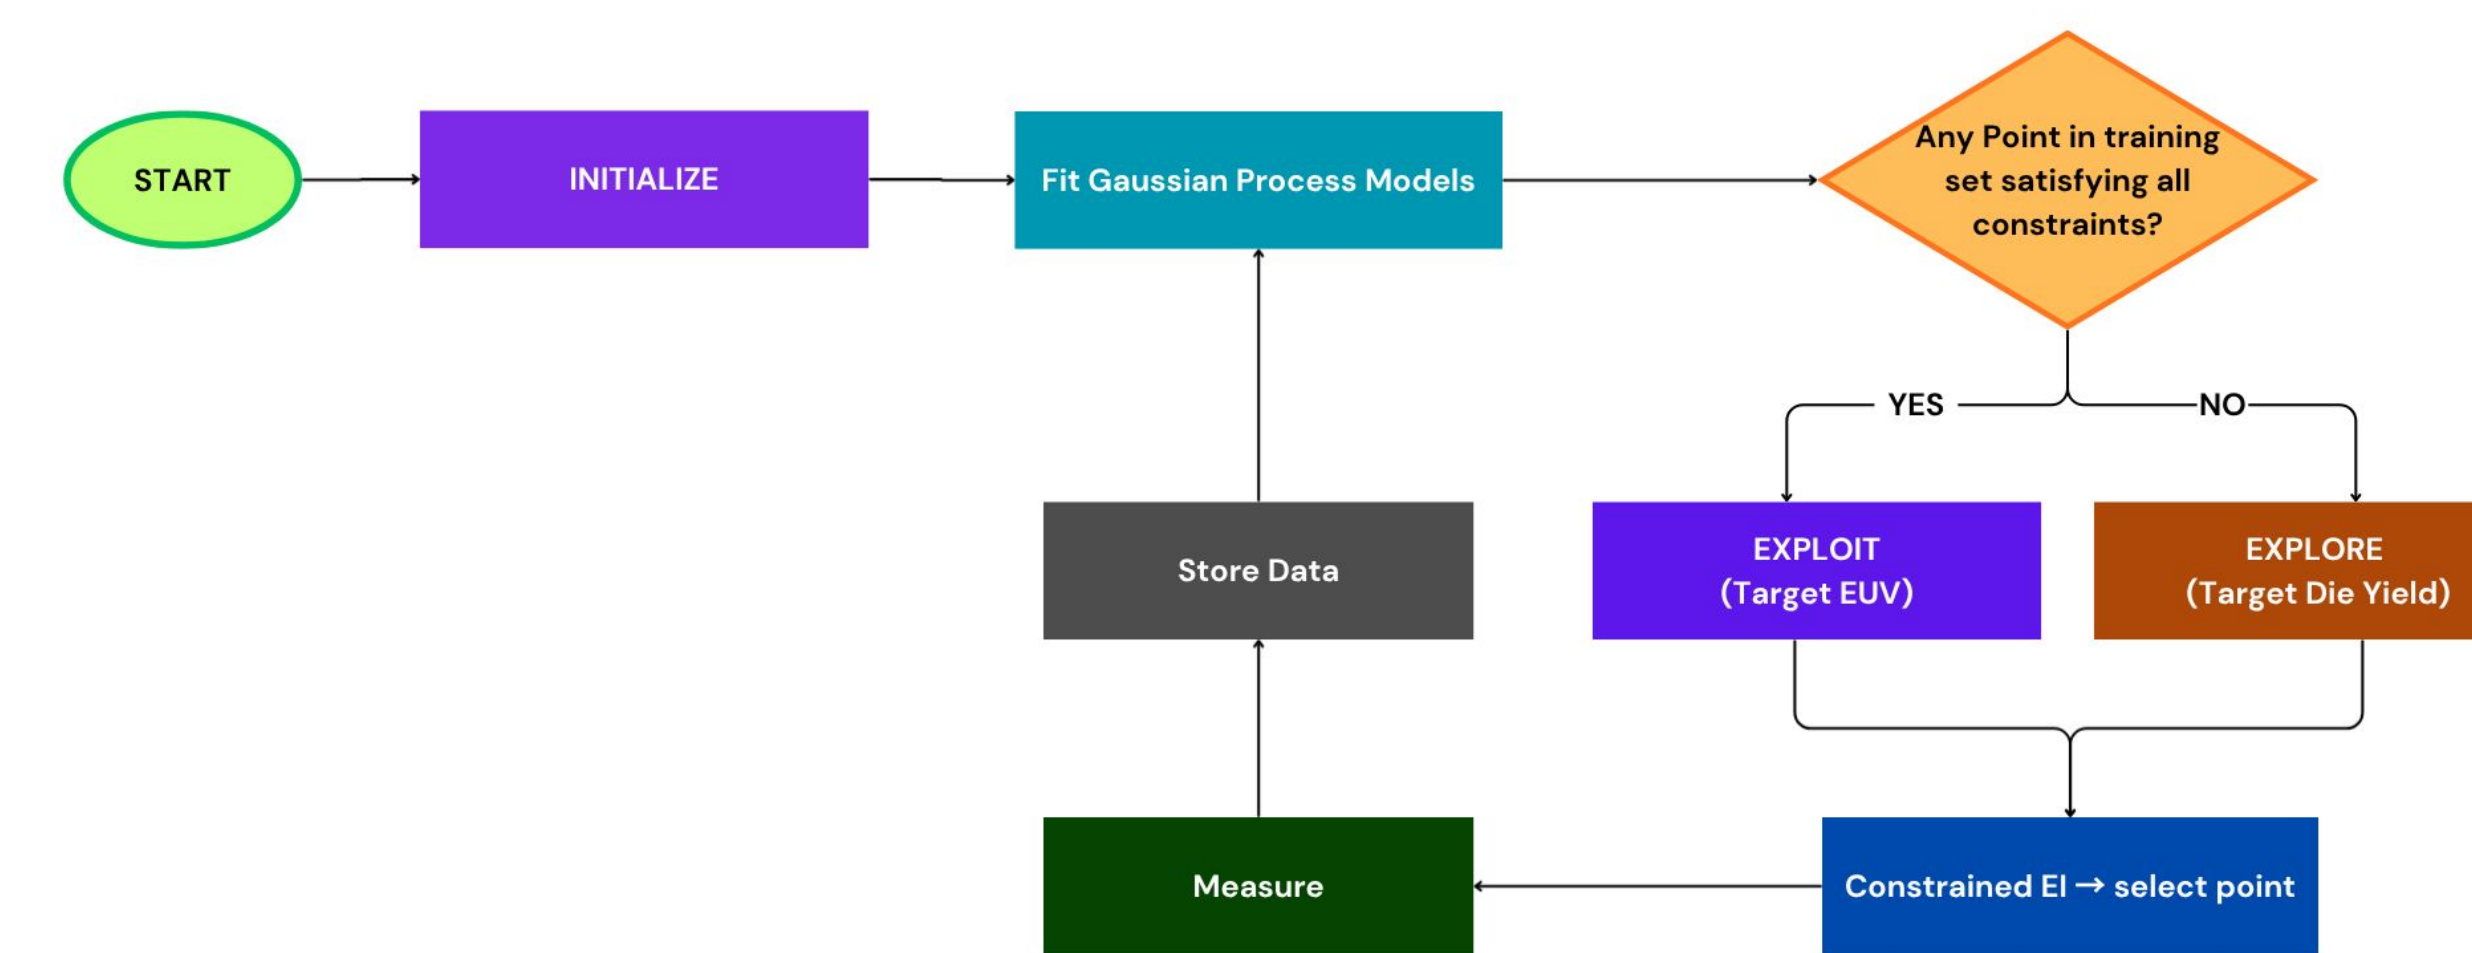 START
INITIALIZE
Fit Gaussian Process Models
Any Point in training
set satisfying all
constraints?
YES
NO
Store Data
EXPLOIT
(Target EUV)
EXPLORE
(Target Die Yield)
Measure
Constrained EI → select point